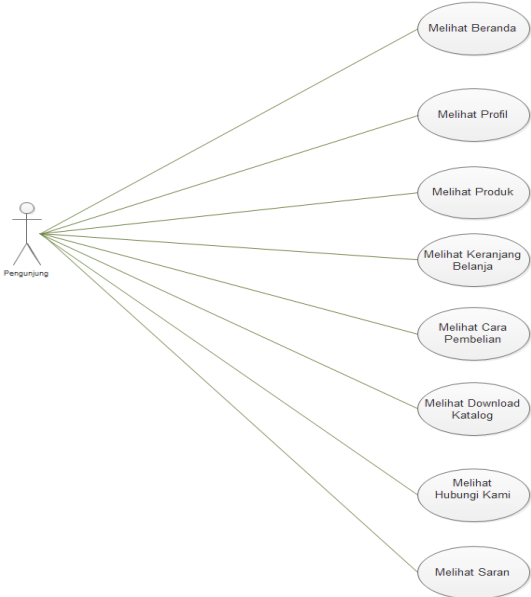 Melihat Beranda
Melihat Profil
Melihat Produk
Pengunjung
Melihat Keranjang
Belanja
Melihat Cara
Pembelian
Melihat Download
Katalog
Melihat
Hubungi Kami
Melihat Saran